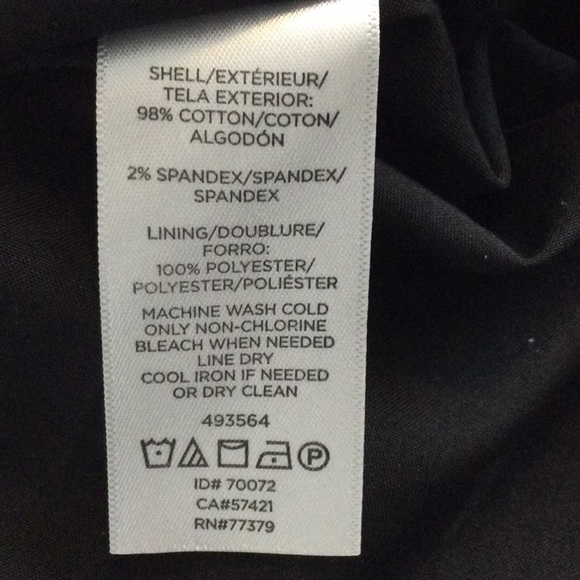 SHELL/EXTÉRIEUR/
TELA EXTERIOR:
98% COTTON/COTON/
ALGODÓN
2% SPANDEX/SPANDEX/
SPANDEX
LINING/DOUBLURE/
FORRO:
100% POLYESTER/
POLYESTER/POLIÉSTER
MACHINE WASH COLD
ONLY NON-CHLORINE
BLEACH WHEN NEEDED
LINE DRY
COOL IRON IF NEEDED
OR DRY CLEAN
493564
P
ID# 70072
CA#57421
RN#77379